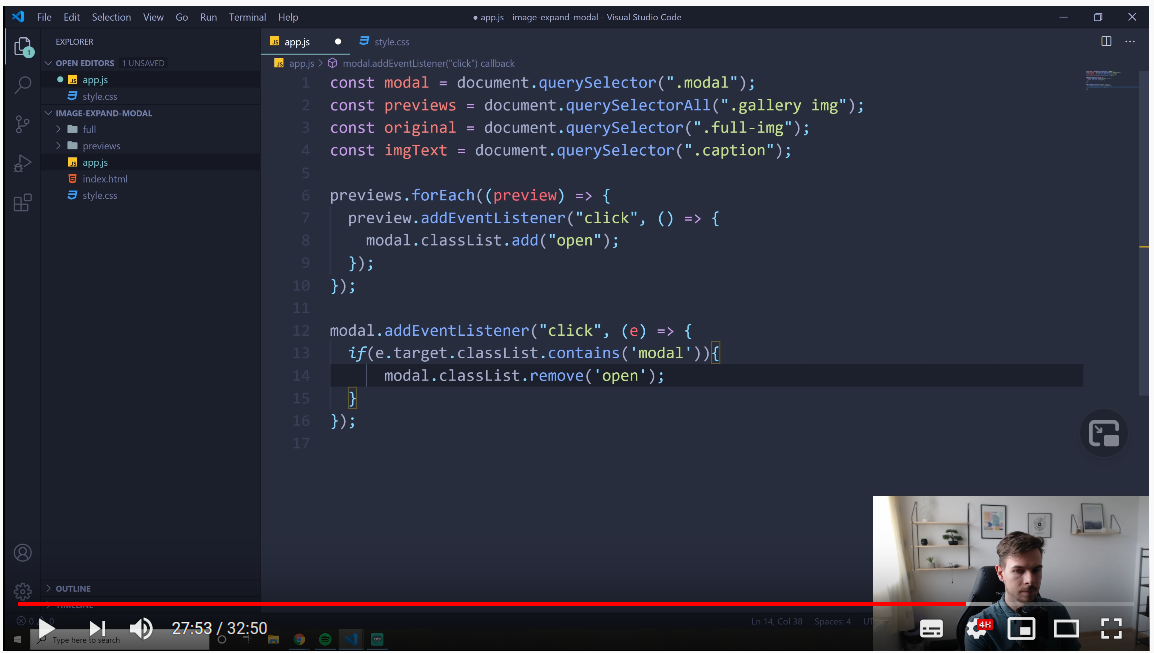 File Edit Selection View Go Run Terminal Help
● app.js - image-expand-modal - Visual Studio Code
EXPLORER
OPEN EDITORS 1 UNSAVED
app.js
style.css
IMAGE-EXPAND-MODAL
full
previews
app.js
index.html
style.css
OUTLINE
TIMELINE
app.js
style.css
app.js > modal.addEventListener("click") callback
1 const modal = document.querySelector(".modal");
2 const previews = document.querySelectorAll(".gallery img");
3 const original = document.querySelector(".full-img");
4 const imgText = document.querySelector(".caption");
5
6 previews.forEach((preview) => {
7 preview.addEventListener("click", () => {
8 modal.classList.add("open");
9 });
10 });
11
12 modal.addEventListener("click", (e) => {
13 if(e.target.classList.contains('modal')){
14 modal.classList.remove('open');
15 }
16 });
17
Ln 14, Col 38 Spaces: 4
27:53 / 32:50
4K
Type here to search
1